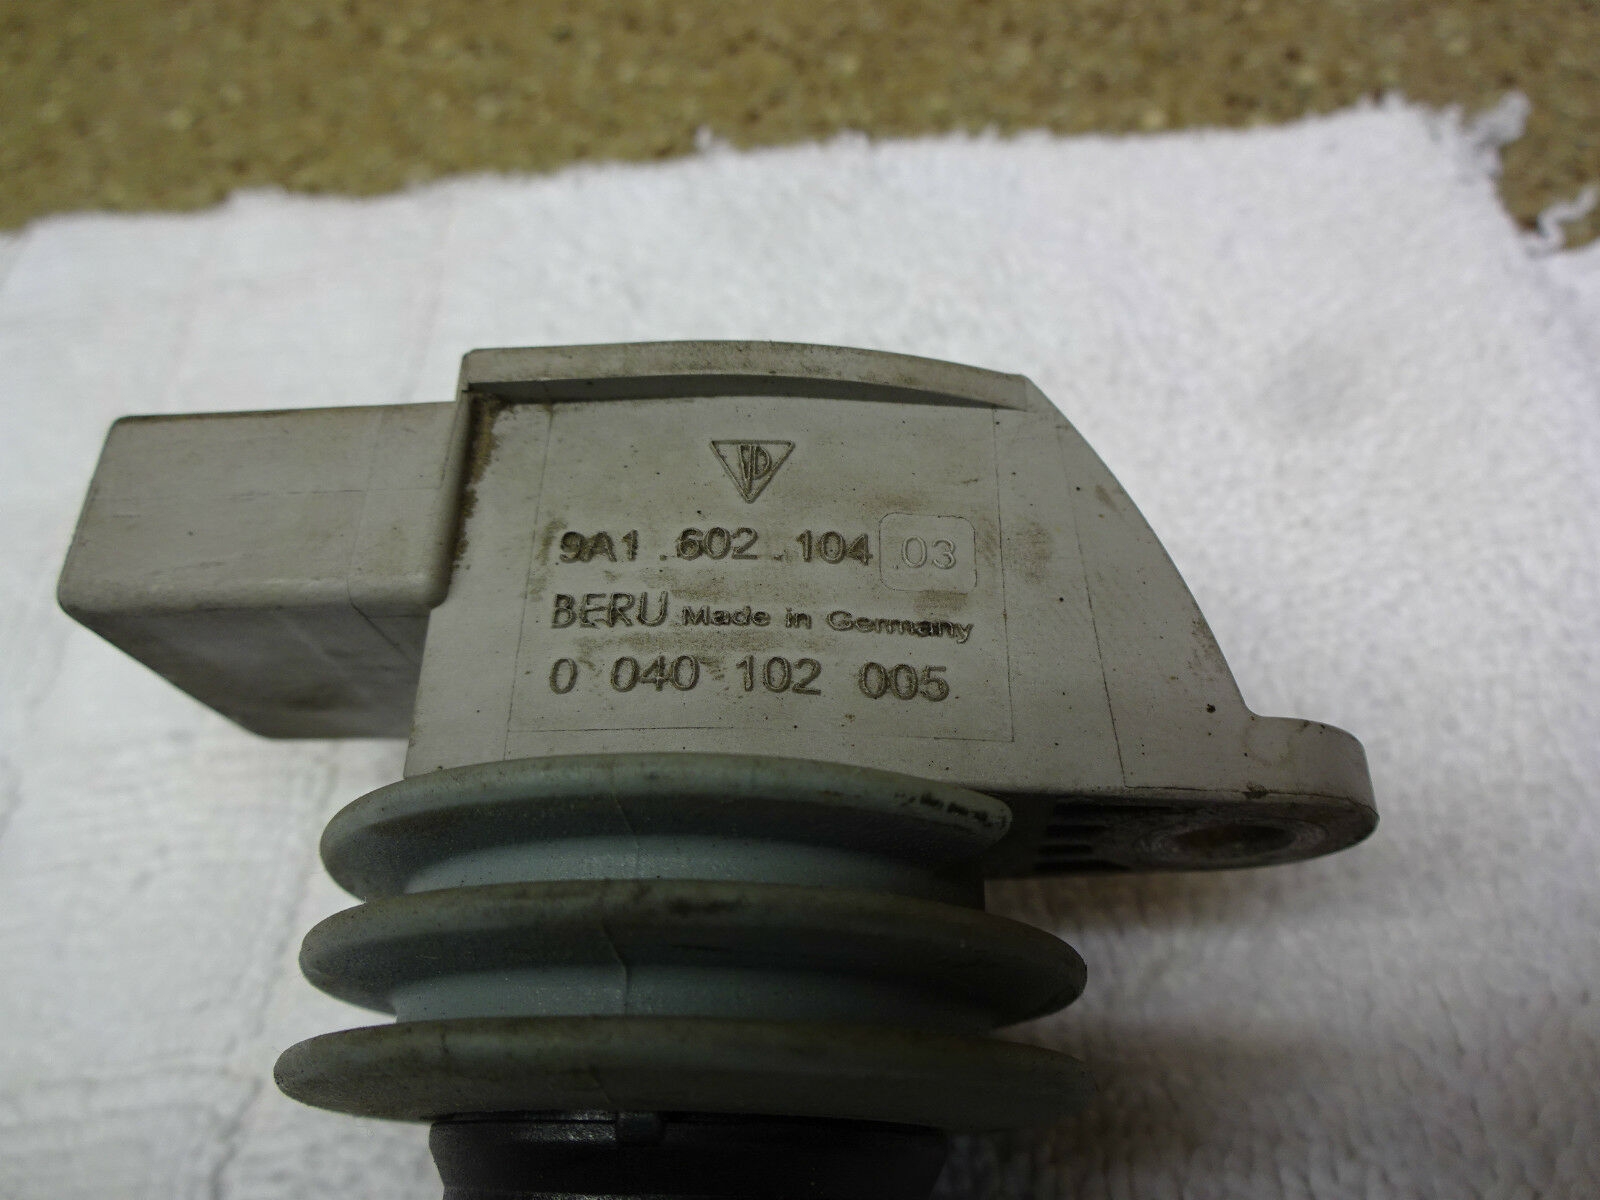 9A1.602.104.03
BERU Made in Germany
0 040 102 005